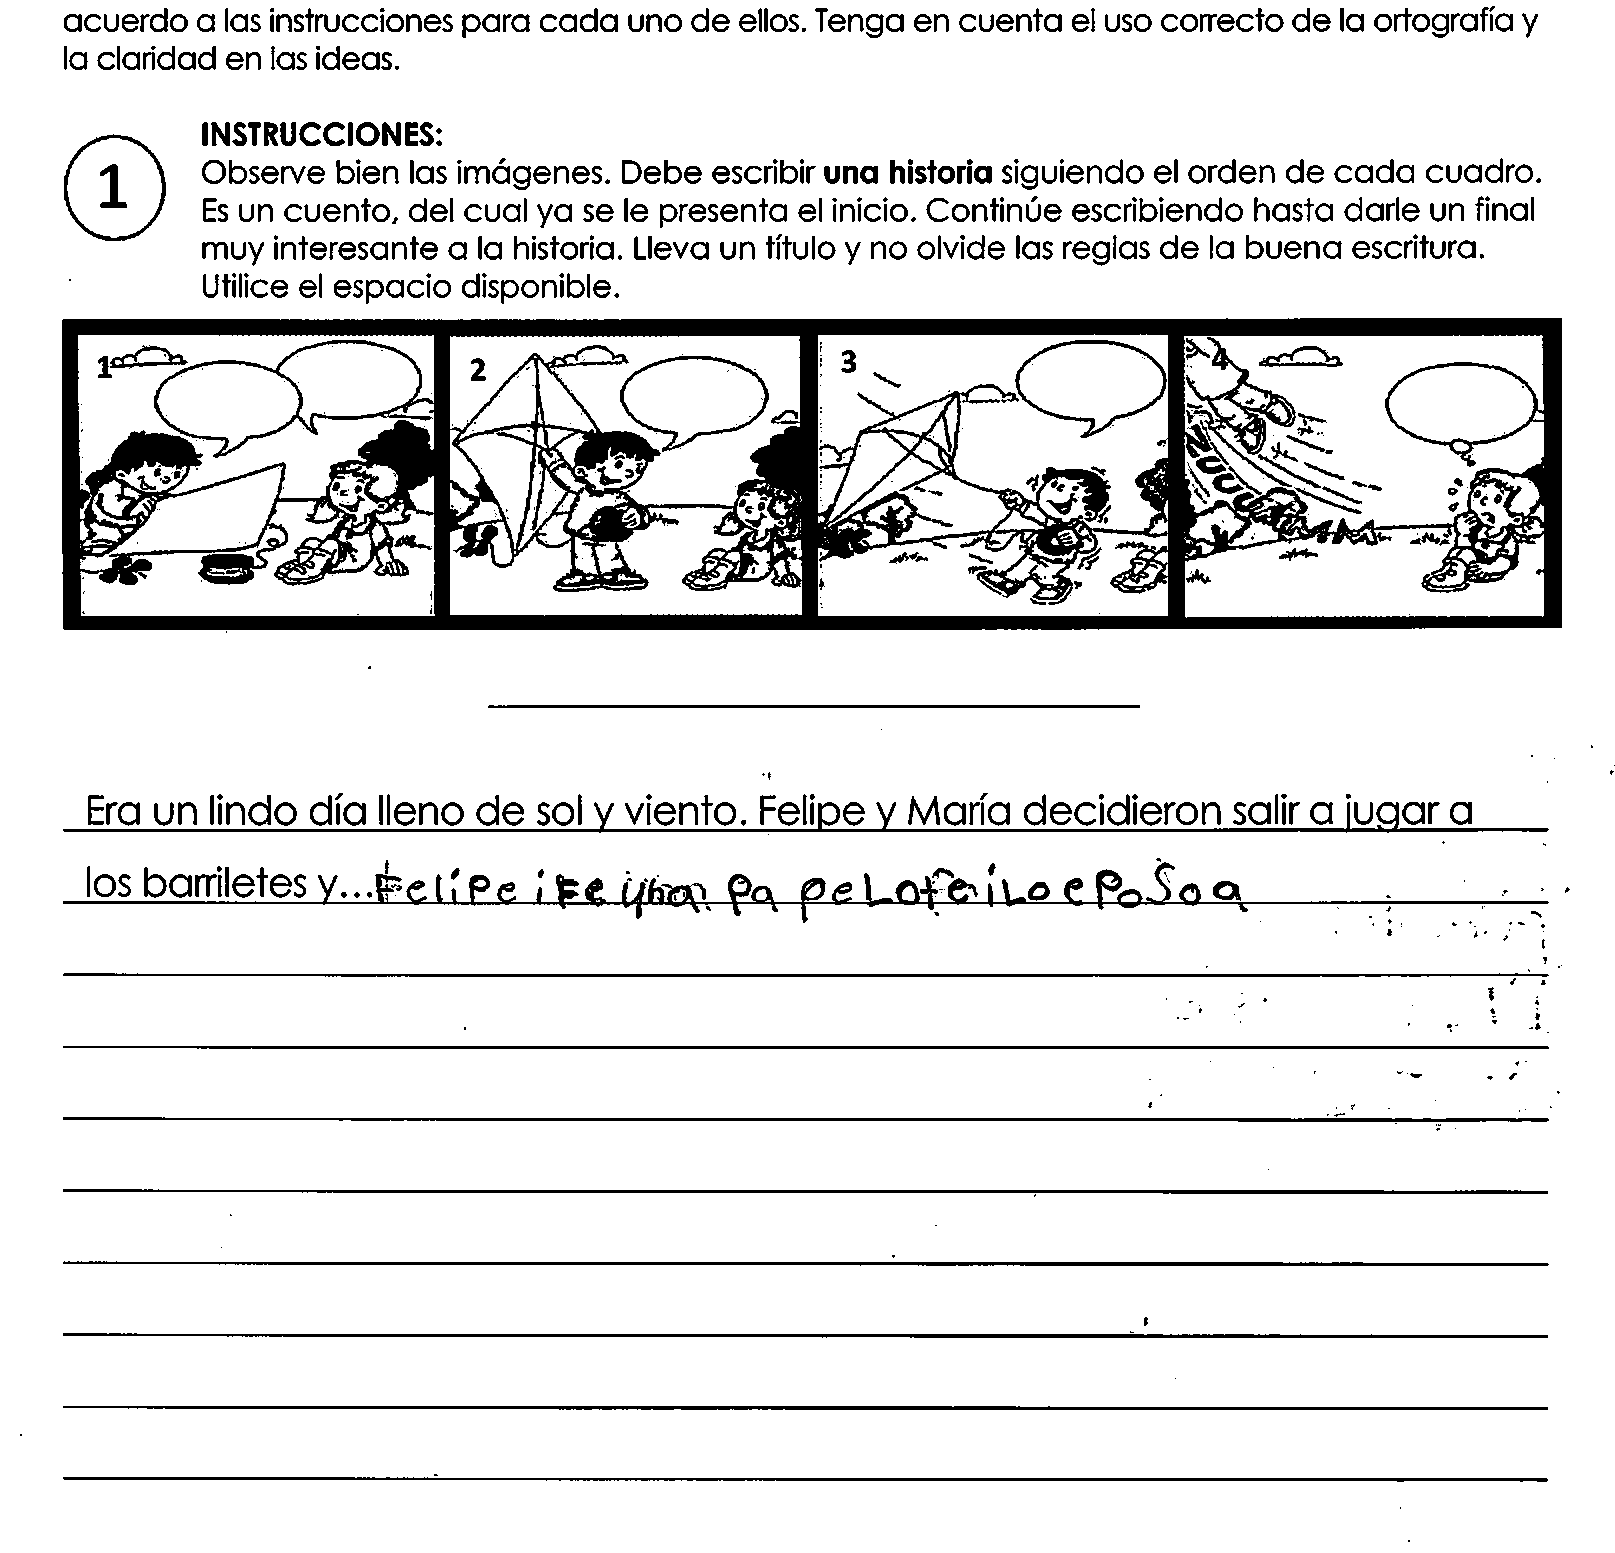 acuerdo a las instrucciones para cada uno de ellos. Tenga en cuenta el uso correcto de la ortografía y
la claridad en las ideas.
1
INSTRUCCIONES:
Observe bien las imágenes. Debe escribir una historia siguiendo el orden de cada cuadro.
Es un cuento, del cual ya se le presenta el inicio. Continúe escribiendo hasta darle un final
muy interesante a la historia. Lleva un título y no olvide las reglas de la buena escritura.
Utilice el espacio disponible.
1 2 3 4
Era un lindo día lleno de sol y viento. Felipe y María decidieron salir a jugar a
los barriletes y...Felipe pa